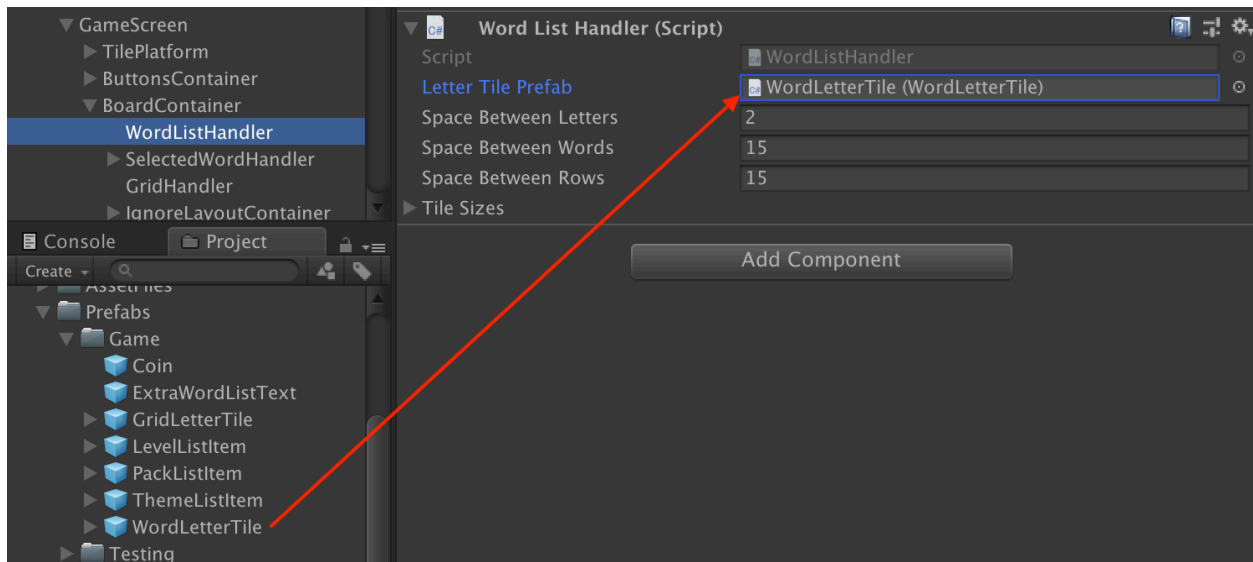 GameScreen
TilePlatform
ButtonsContainer
BoardContainer
WordListHandler
SelectedWordHandler
GridHandler
IgnoreLayoutContainer
Console
Project
Create
AssetFiles
Prefabs
Game
Coin
ExtraWordListText
GridLetterTile
LevelListItem
PackListItem
ThemeListItem
WordLetterTile
Testing
C# Word List Handler (Script)
Script C# WordListHandler
Letter Tile Prefab C# WordLetterTile (WordLetterTile)
Space Between Letters 2
Space Between Words 15
Space Between Rows 15
Tile Sizes
Add Component